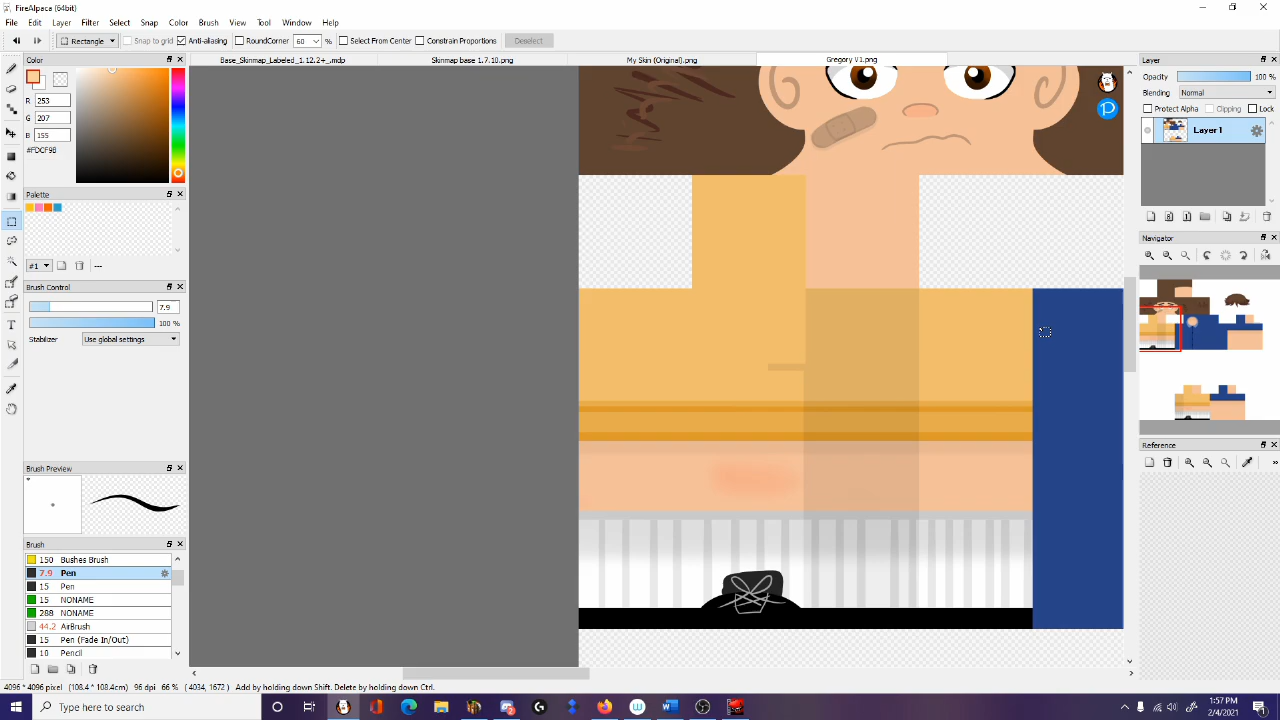 FireAlpaca (64bit)
File Edit Layer Filter Select Snap Color Brush View Tool Window Help
Rectangle Snap to grid Anti-aliasing RoundCorner 60 % Select From Center Constrain Proportions Deselect
Color
Base_Skinmap_Labeled_1.12.2+_.mdp Skinmap base 1.7.10.png My Skin (Original).png Gregory V1.png
Layer
R 253
G 207
B 155
#FDCF9B
Opacity 100 %
Blending Normal
Protect Alpha Clipping Lock
Layer1
Palette
#1 ---
Navigator
Brush Control
7.9
100 %
Stabilizer Use global settings
Reference
Brush Preview
Brush
150 Bushes Brush
7.9 Pen
15 Pen
15 NONAME
288 NONAME
44.2 AirBrush
15 Pen (Fade In/Out)
10 Pencil
4096 * 4096 pixel (108.4 * 108.4cm) 96 dpi 66 % (4034, 1672) Add by holding down Shift. Delete by holding down Ctrl.
Type here to search
1:57 PM
2/4/2021